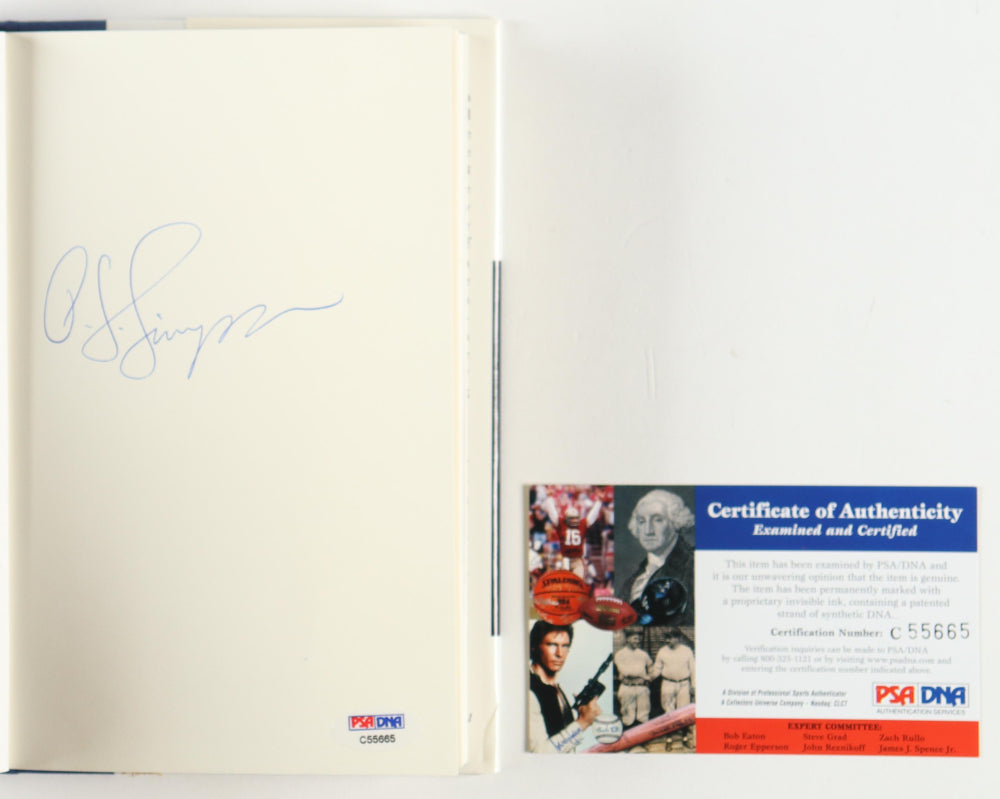 O. J. Simpson
PSA DNA
C55665
15
SPALDING
Certificate of Authenticity
Examined and Certified
This item has been examined by PSA/DNA and
it is our unwavering opinion that the item is genuine.
The item has been permanently marked with
a proprietary invisible ink, containing a patented
strand of synthetic DNA...
Certification Number: C 55665
Verification inquiries can be made to PSA/DNA
by calling 800-325-1121 or by visiting www.psadna.com and
entering the certification number indicated above.
A Division of Professional Sports Authenticator
A Collectors Universe Company - Nasdaq, CLCT
PSA DNA
AUTHENTICATION SERVICES
EXPERT COMMITTEE:
Bob Eaton Steve Grad Zach Rullo
Roger Epperson John Reznikoff James J. Spence Jr.